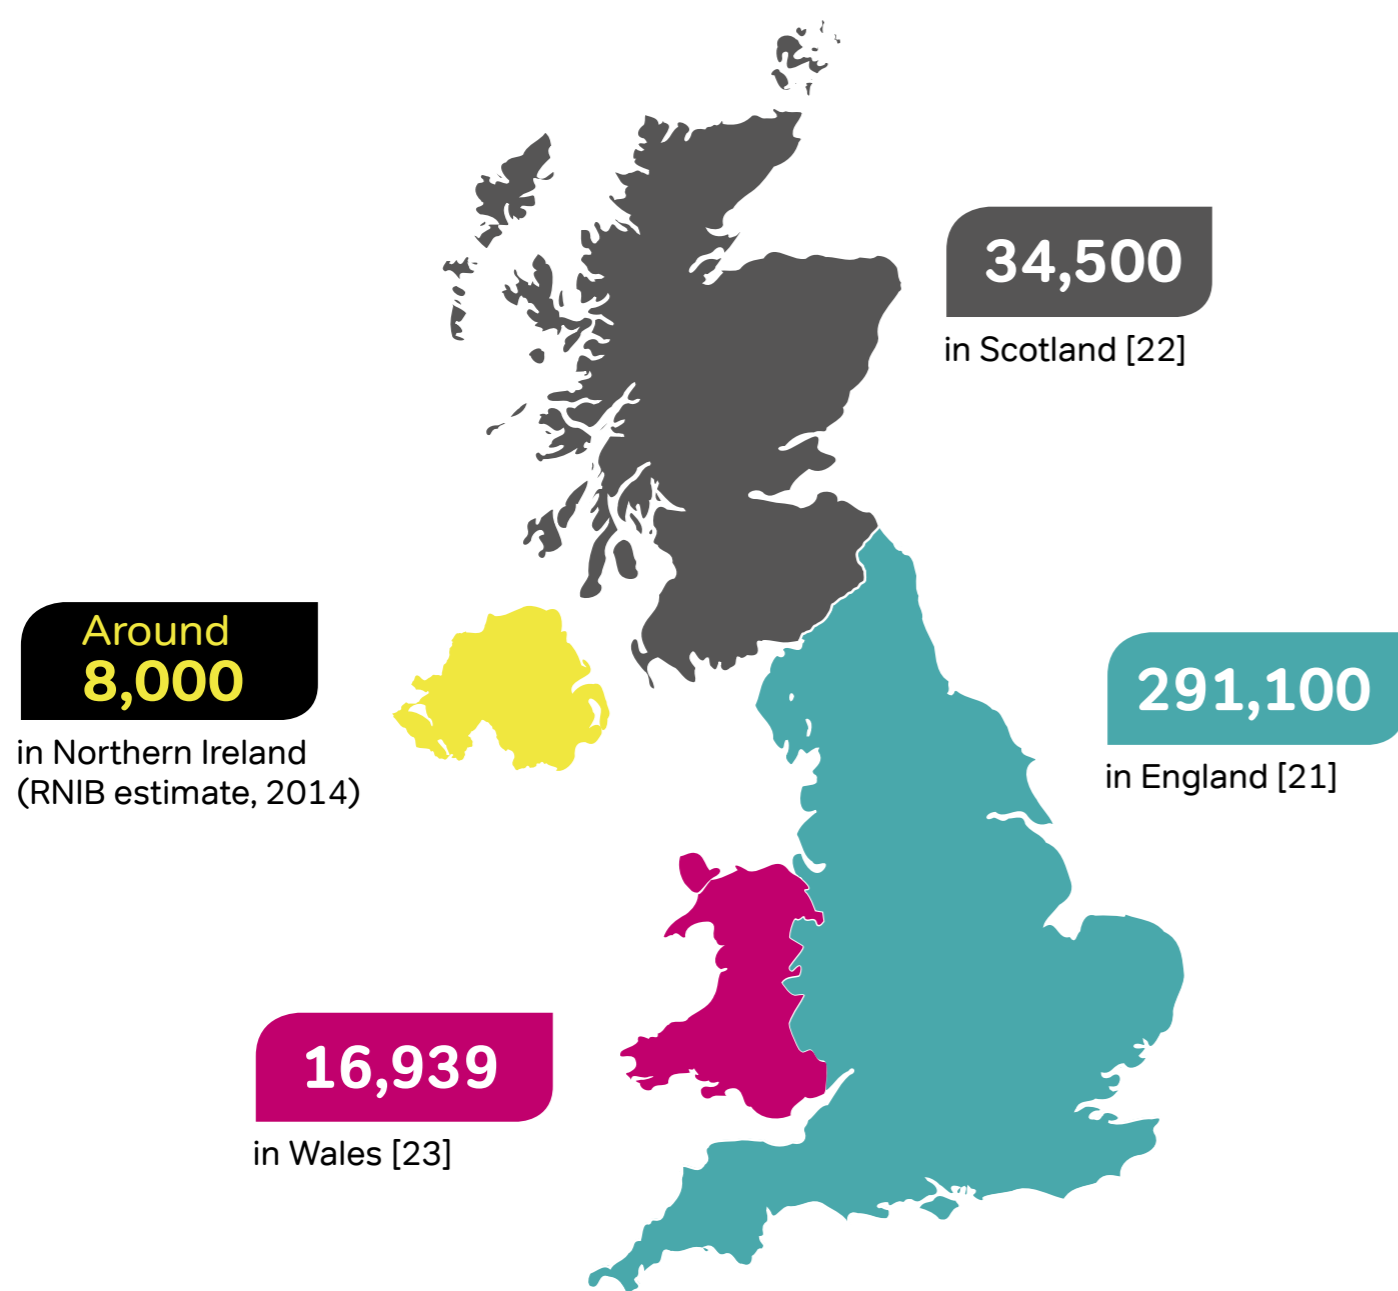 34,500
in Scotland [22]
Around
8,000
in Northern Ireland
(RNIB estimate, 2014)
291,100
in England [21]
16,939
in Wales [23]